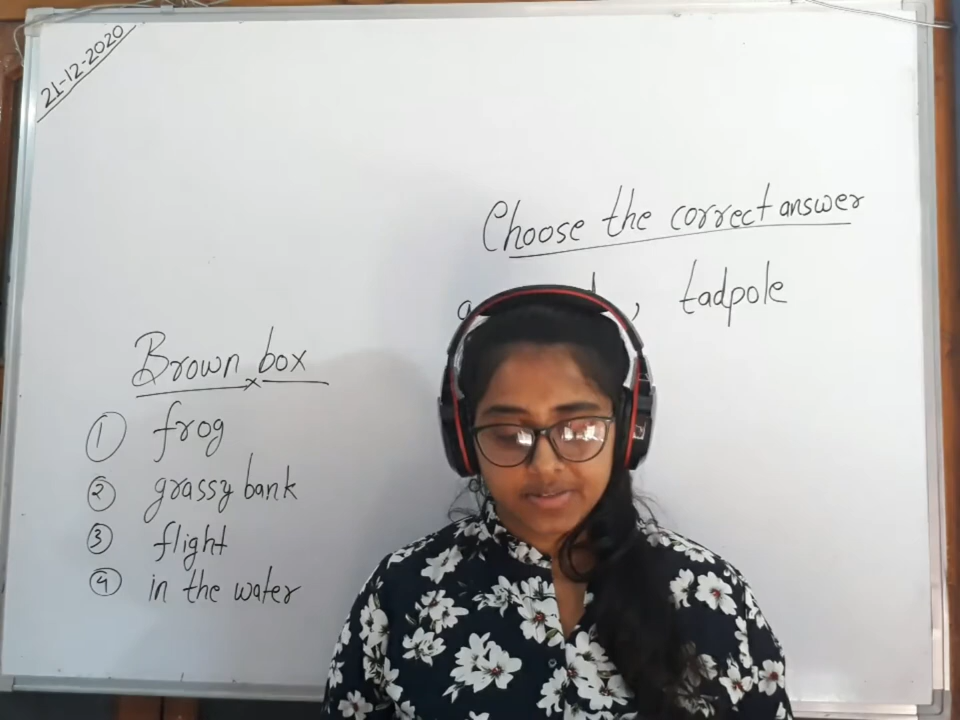 21-12-2020
Choose the correct answer
, tadpole
Brown box
1 frog
2 grassy bank
3 flight
4 in the water